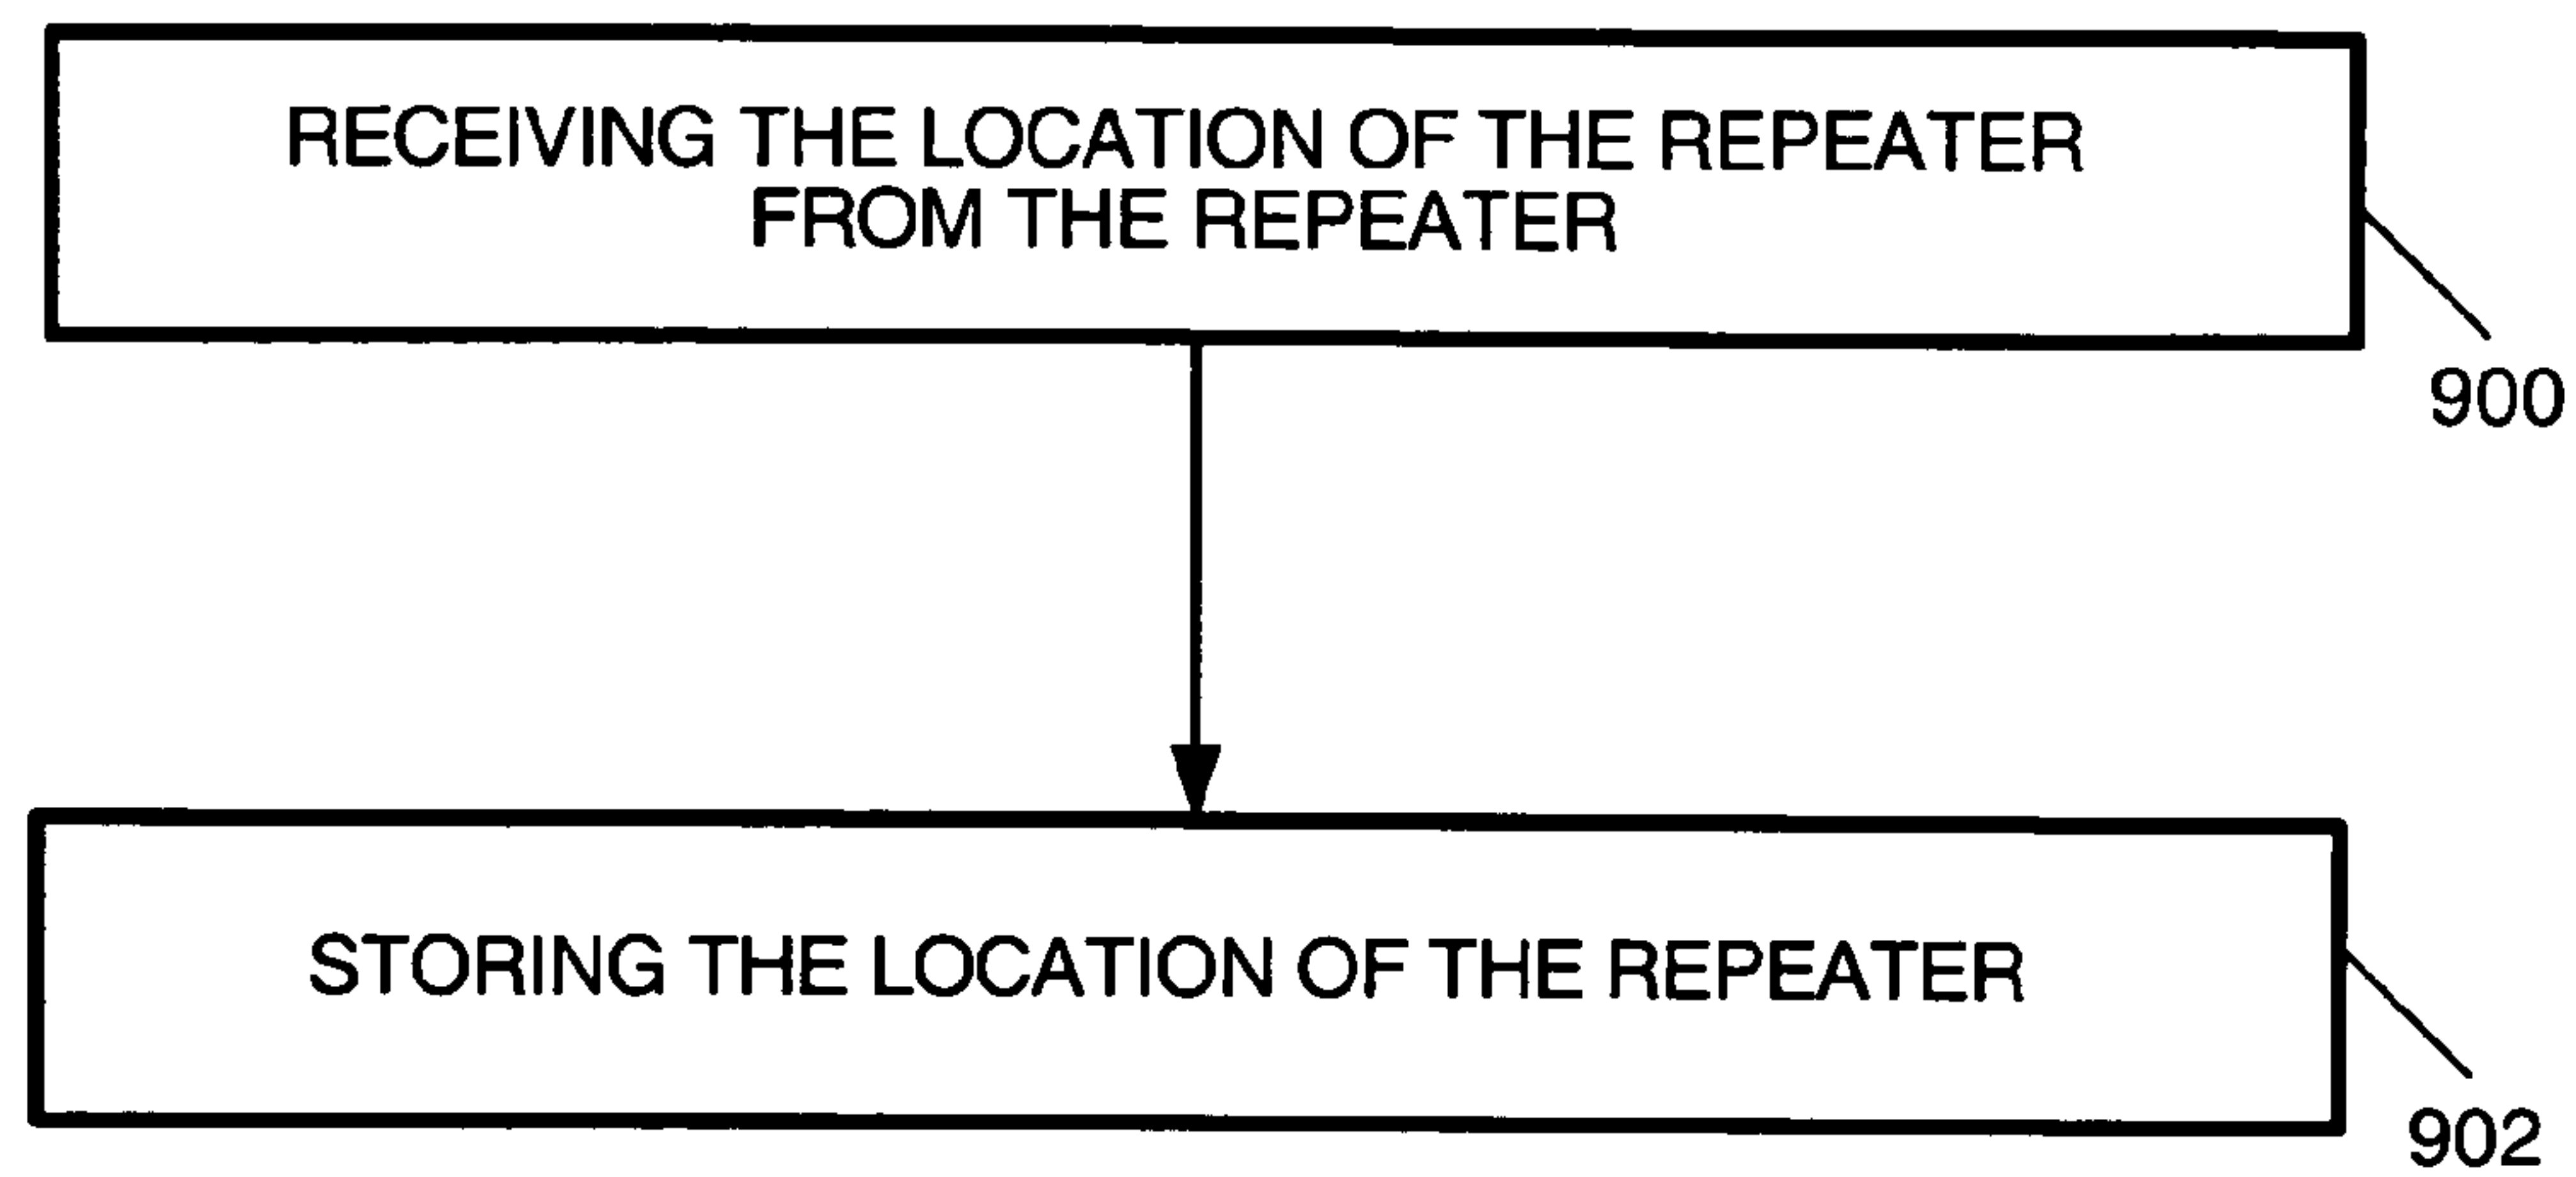 RECEIVING THE LOCATION OF THE REPEATER
FROM THE REPEATER
900
STORING THE LOCATION OF THE REPEATER
902